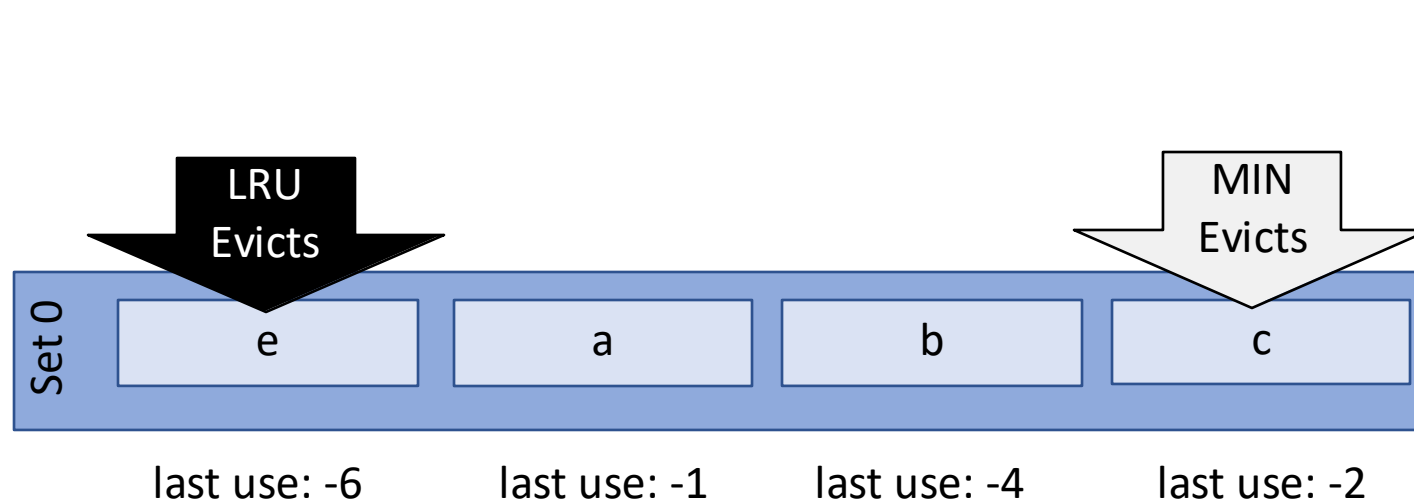 LRU
Evicts
MIN
Evicts
Set 0
e
a
b
c
last use: -6
last use: -1
last use: -4
last use: -2